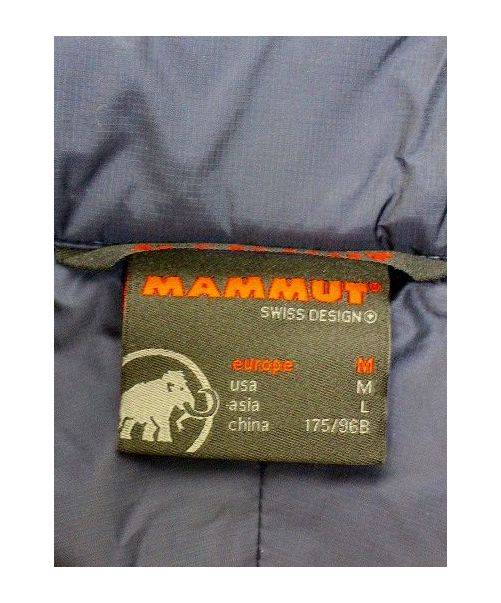 MAMMUT®
SWISS DESIGN
europe M
usa M
asia L
china 175/96B